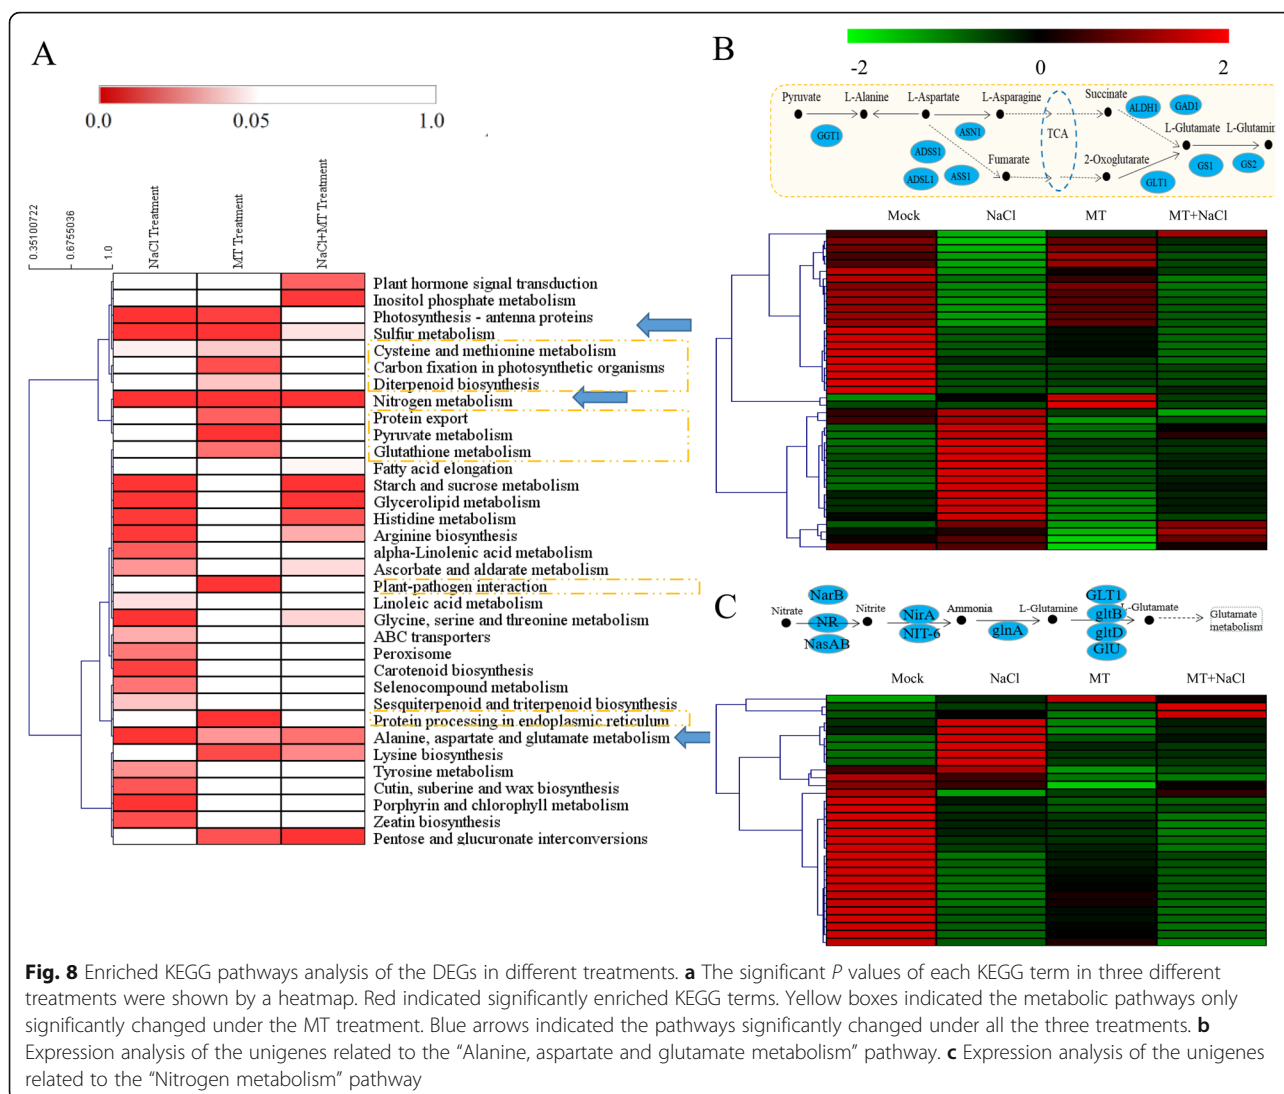 A
0.0 0.05 1.0
0.35100722
0.6755036
1.0
NaCl Treatment
MT Treatment
NaCl+MT Treatment
Plant hormone signal transduction
Inositol phosphate metabolism
Photosynthesis - antenna proteins
Sulfur metabolism
Cysteine and methionine metabolism
Carbon fixation in photosynthetic organisms
Diterpenoid biosynthesis
Nitrogen metabolism
Protein export
Pyruvate metabolism
Glutathione metabolism
Fatty acid elongation
Starch and sucrose metabolism
Glycerolipid metabolism
Histidine metabolism
Arginine biosynthesis
alpha-Linolenic acid metabolism
Ascorbate and aldarate metabolism
Plant-pathogen interaction
Linoleic acid metabolism
Glycine, serine and threonine metabolism
ABC transporters
Peroxisome
Carotenoid biosynthesis
Selenocompound metabolism
Sesquiterpenoid and triterpenoid biosynthesis
Protein processing in endoplasmic reticulum
Alanine, aspartate and glutamate metabolism
Lysine biosynthesis
Tyrosine metabolism
Cutin, suberine and wax biosynthesis
Porphyrin and chlorophyll metabolism
Zeatin biosynthesis
Pentose and glucuronate interconversions
B
-2 0 2
Pyruvate L-Alanine L-Aspartate L-Asparagine Succinate
ALDH1 GAD1
GGT1 ASN1 TCA L-Glutamate L-Glutamin
ADSS1
Fumarate 2-Oxoglutarate GS1 GS2
ADSL1 ASS1 GLT1
Mock NaCl MT MT+NaCl
C
NarB GLT1
Nitrate Nitrite Ammonia L-Glutamine L-Glutamate
NR NirA gltB Glutamate
NIT-6 glnA gltD metabolism
NasAB GlU
Mock NaCl MT MT+NaCl
Fig. 8 Enriched KEGG pathways analysis of the DEGs in different treatments. a The significant P values of each KEGG term in three different
treatments were shown by a heatmap. Red indicated significantly enriched KEGG terms. Yellow boxes indicated the metabolic pathways only
significantly changed under the MT treatment. Blue arrows indicated the pathways significantly changed under all the three treatments. b
Expression analysis of the unigenes related to the “Alanine, aspartate and glutamate metabolism” pathway. c Expression analysis of the unigenes
related to the “Nitrogen metabolism” pathway